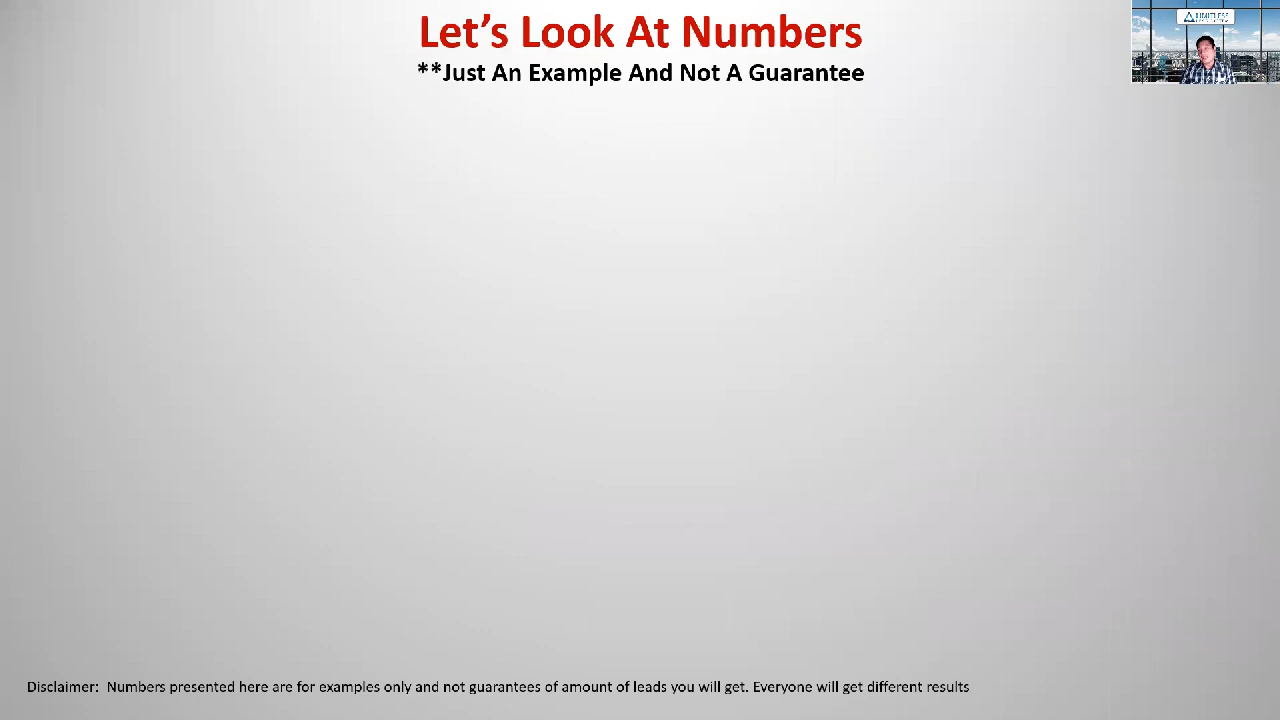 Let’s Look At Numbers
**Just An Example And Not A Guarantee
LIMITLESS
Disclaimer:  Numbers presented here are for examples only and not guarantees of amount of leads you will get. Everyone will get different results